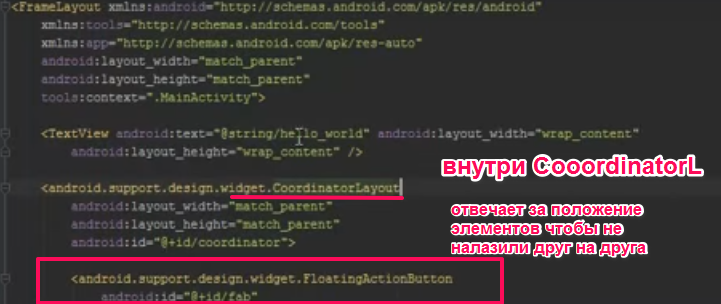 <FrameLayout xmlns:android="http://schemas.android.com/apk/res/android"
xmlns:tools="http://schemas.android.com/tools"
xmlns:app="http://schemas.android.com/apk/res-auto"
android:layout_width="match_parent"
android:layout_height="match_parent"
tools:context=".MainActivity">
<TextView android:text="@string/hello_world" android:layout_width="wrap_content"
android:layout_height="wrap_content" />
<android.support.design.widget.CoordinatorLayout
android:layout_width="match_parent"
android:layout_height="match_parent"
android:id="@+id/coordinator">
внутри CooordinatorL
отвечает за положение
элементов чтобы не
налазили друг на друга
<android.support.design.widget.FloatingActionButton
android:id="@+id/fab"